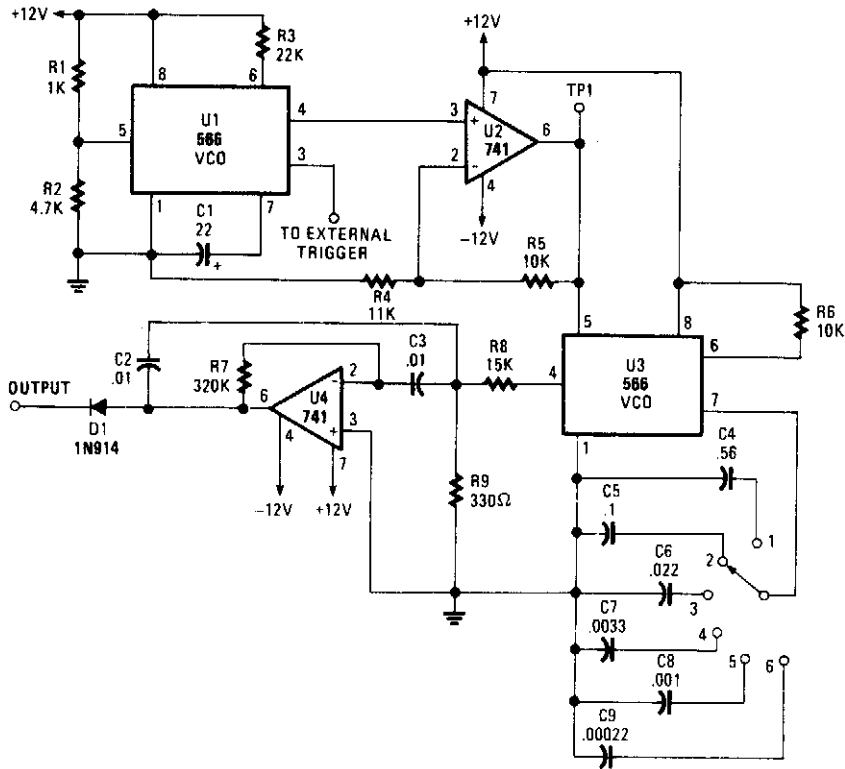 +12V
R3
22K
+12V
R1
1K
8
6
TP1
7
U1
566
VCO
4
3
+
U2
741
6
5
3
2
-
R2
4.7K
1
7
4
C1
22
+
TO EXTERNAL
TRIGGER
-12V
R5
10K
R4
11K
5
8
R6
10K
6
C2
.01
R7
320K
C3
.01
R8
15K
4
U3
566
VCO
OUTPUT
2
-
6
U4
741
7
D1
1N914
4
+
3
7
1
C4
.56
-12V
+12V
R9
330Ω
C5
.1
1
2
C6
.022
3
C7
.0033
4
C8
.001
5
6
C9
.00022